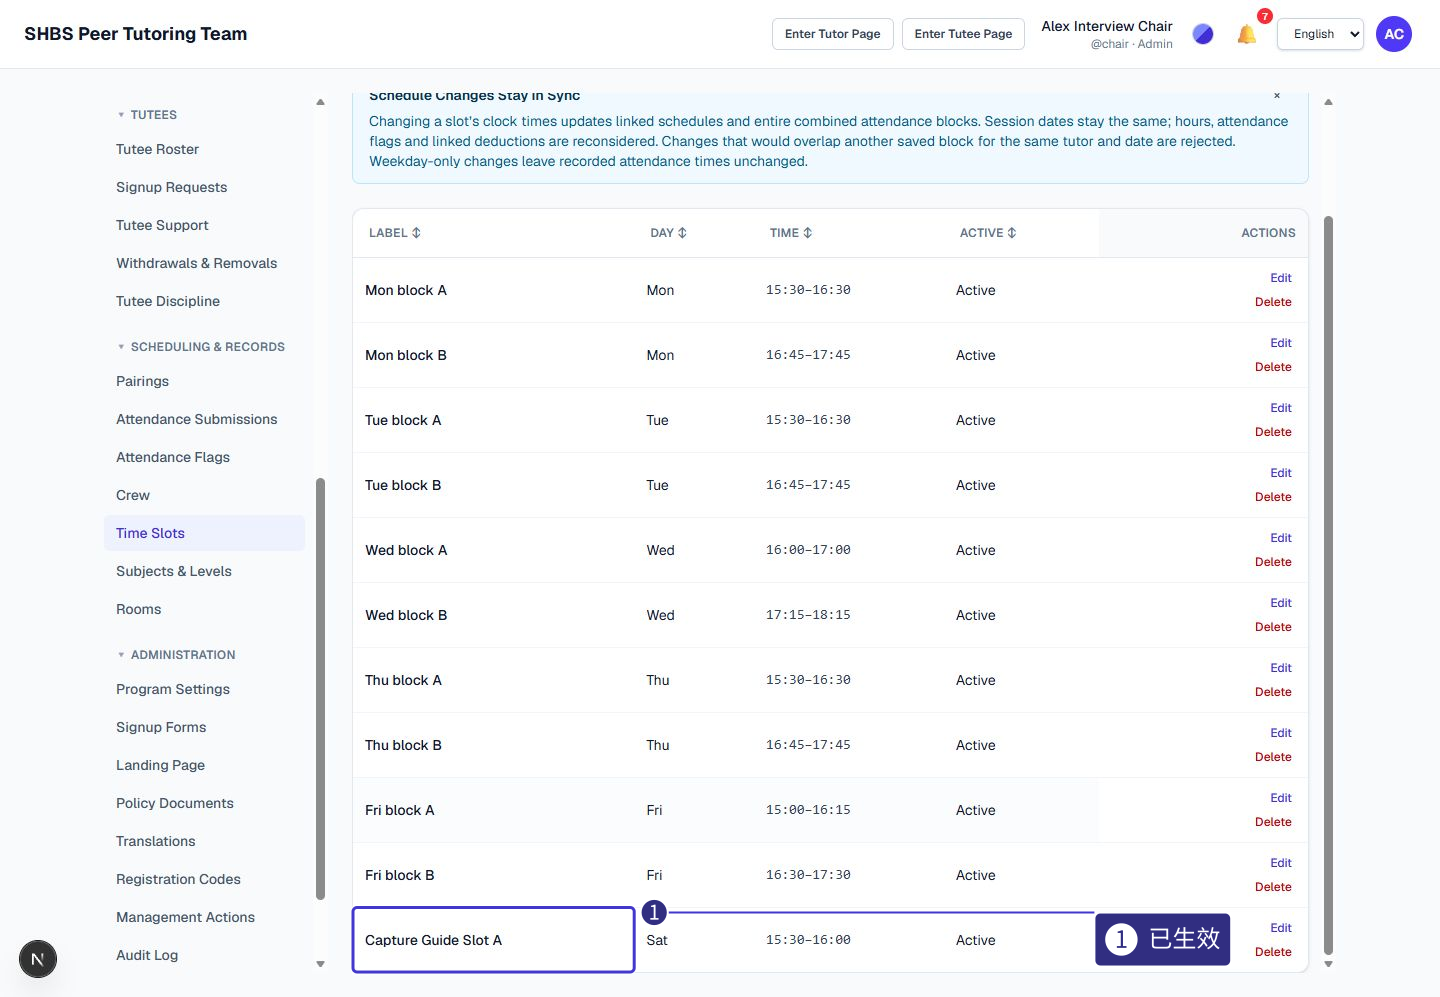 SHBS Peer Tutoring Team
Enter Tutor Page
Enter Tutee Page
Alex Interview Chair
@chair · Admin
7
English
AC
TUTEES
Tutee Roster
Signup Requests
Tutee Support
Withdrawals & Removals
Tutee Discipline
SCHEDULING & RECORDS
Pairings
Attendance Submissions
Attendance Flags
Crew
Time Slots
Subjects & Levels
Rooms
ADMINISTRATION
Program Settings
Signup Forms
Landing Page
Policy Documents
Translations
Registration Codes
Management Actions
Audit Log
N
Schedule Changes Stay in Sync ×
Changing a slot's clock times updates linked schedules and entire combined attendance blocks. Session dates stay the same; hours, attendance
flags and linked deductions are reconsidered. Changes that would overlap another saved block for the same tutor and date are rejected.
Weekday-only changes leave recorded attendance times unchanged.
LABEL DAY TIME ACTIVE ACTIONS
Mon block A Mon 15:30–16:30 Active Edit
Delete
Mon block B Mon 16:45–17:45 Active Edit
Delete
Tue block A Tue 15:30–16:30 Active Edit
Delete
Tue block B Tue 16:45–17:45 Active Edit
Delete
Wed block A Wed 16:00–17:00 Active Edit
Delete
Wed block B Wed 17:15–18:15 Active Edit
Delete
Thu block A Thu 15:30–16:30 Active Edit
Delete
Thu block B Thu 16:45–17:45 Active Edit
Delete
Fri block A Fri 15:00–16:15 Active Edit
Delete
Fri block B Fri 16:30–17:30 Active Edit
Delete
1
Capture Guide Slot A Sat 15:30–16:00 Active Edit
Delete
1 已生效